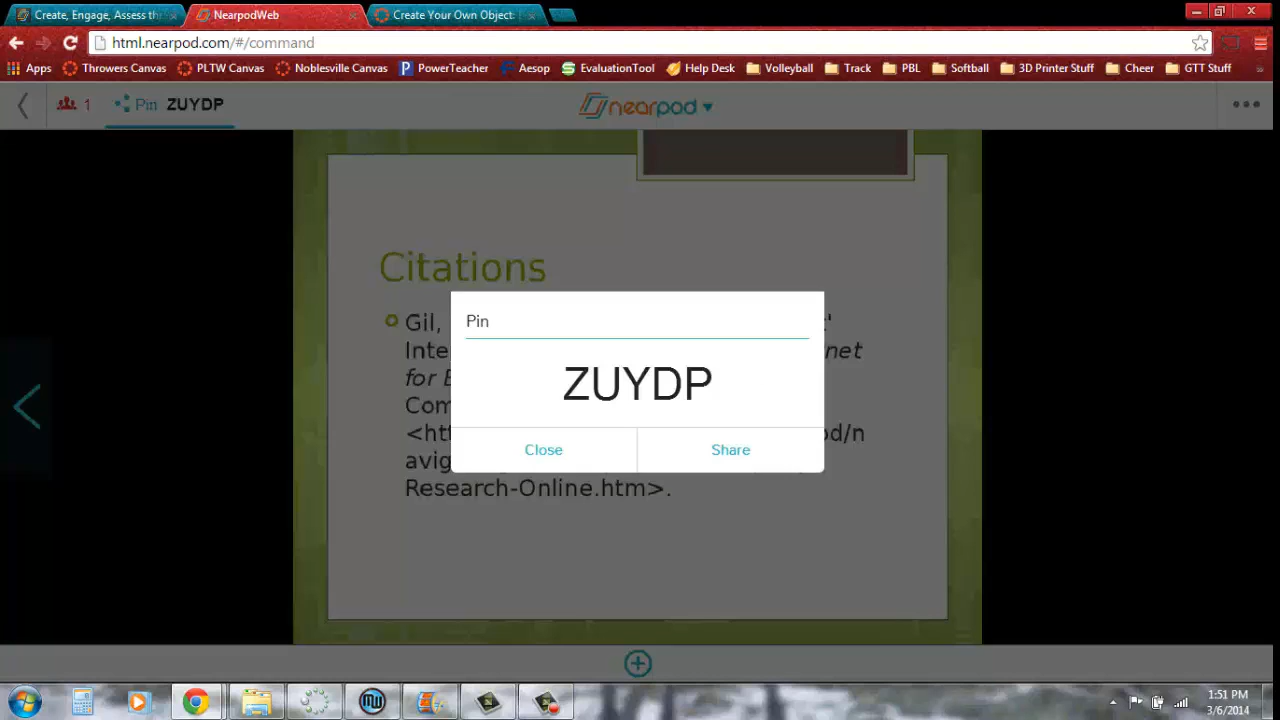 Create, Engage, Assess thr
NearpodWeb
Create Your Own Object:
html.nearpod.com/#/command
Apps Throwers Canvas PLTW Canvas Noblesville Canvas PowerTeacher Aesop EvaluationTool Help Desk Volleyball Track PBL Softball 3D Printer Stuff Cheer GTT Stuff »
1 Pin ZUYDP
nearpod
Citations
Gil,
Inte net
for
Com
<htt od/n
avig
Research-Online.htm>.
Pin
ZUYDP
Close Share
1:51 PM
3/6/2014